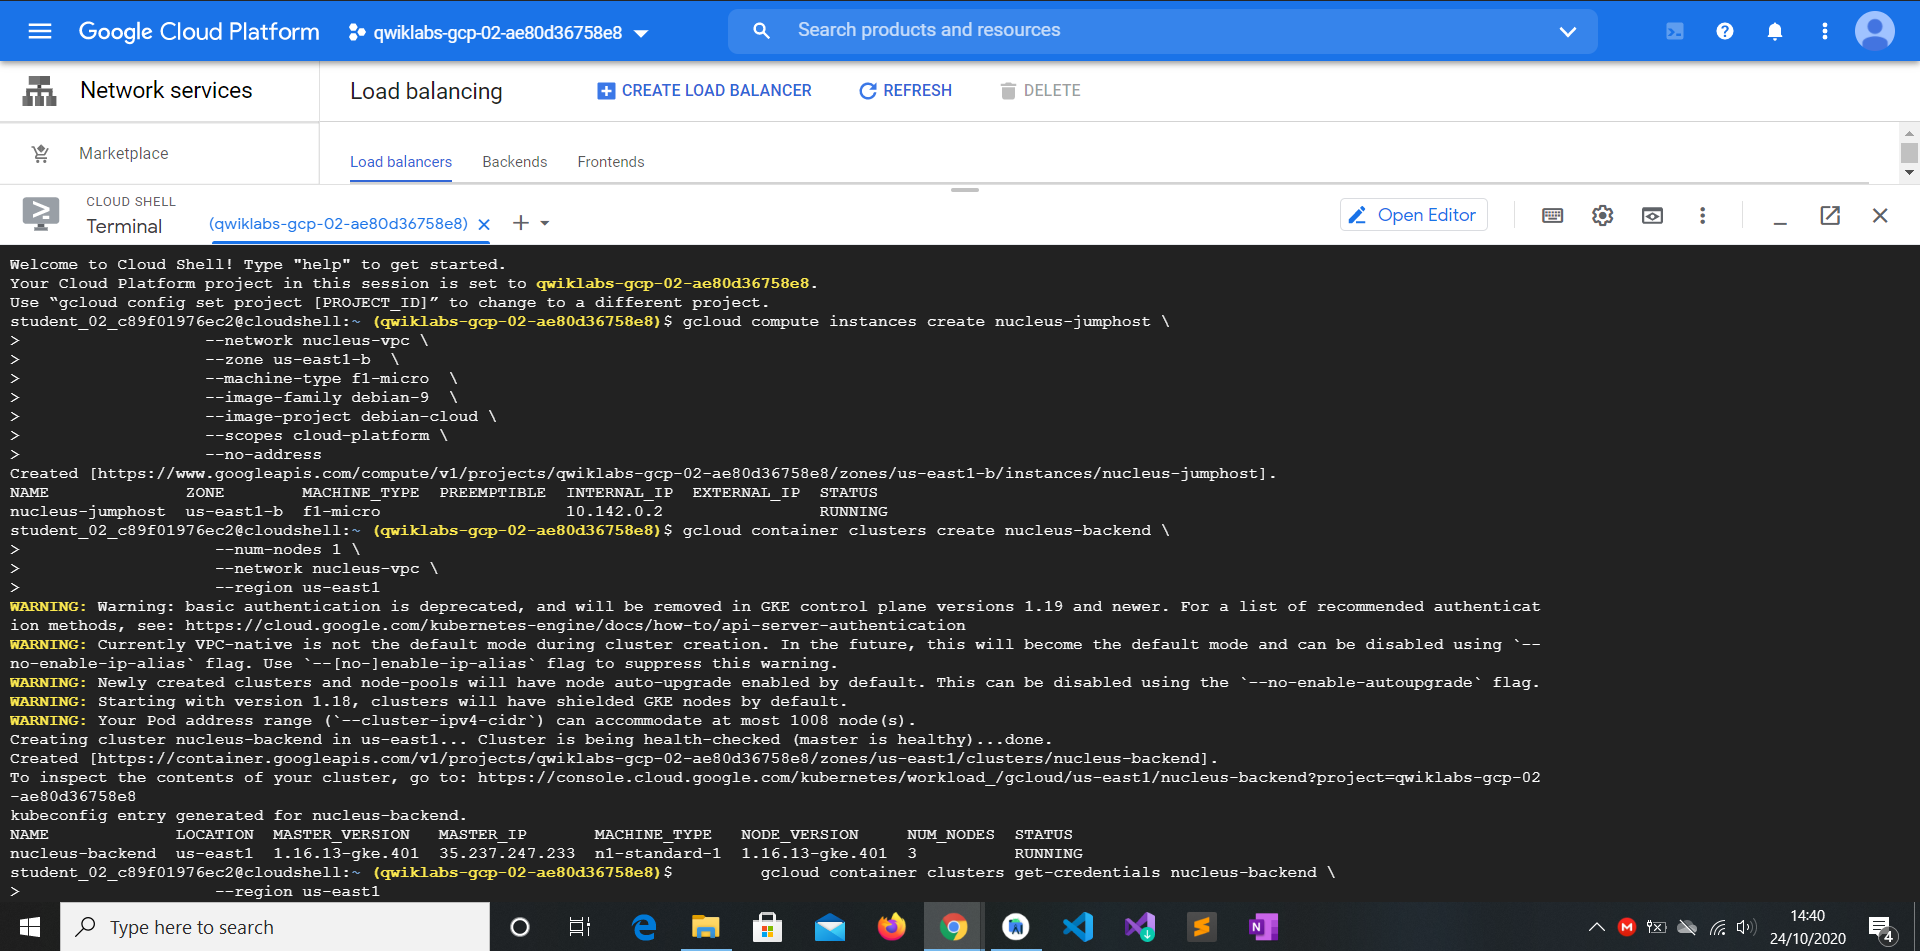 Google Cloud Platform
qwiklabs-gcp-02-ae80d36758e8
Search products and resources
Network services
Load balancing
CREATE LOAD BALANCER
REFRESH
DELETE
Marketplace
Load balancers
Backends
Frontends
CLOUD SHELL
Terminal
(qwiklabs-gcp-02-ae80d36758e8)
Open Editor
Welcome to Cloud Shell! Type "help" to get started.
Your Cloud Platform project in this session is set to qwiklabs-gcp-02-ae80d36758e8.
Use “gcloud config set project [PROJECT_ID]” to change to a different project.
student_02_c89f01976ec2@cloudshell:~ (qwiklabs-gcp-02-ae80d36758e8)$ gcloud compute instances create nucleus-jumphost \
>                   --network nucleus-vpc \
>                   --zone us-east1-b  \
>                   --machine-type f1-micro  \
>                   --image-family debian-9  \
>                   --image-project debian-cloud \
>                   --scopes cloud-platform \
>                   --no-address
Created [https://www.googleapis.com/compute/v1/projects/qwiklabs-gcp-02-ae80d36758e8/zones/us-east1-b/instances/nucleus-jumphost].
NAME              ZONE        MACHINE_TYPE  PREEMPTIBLE  INTERNAL_IP  EXTERNAL_IP  STATUS
nucleus-jumphost  us-east1-b  f1-micro                   10.142.0.2                RUNNING
student_02_c89f01976ec2@cloudshell:~ (qwiklabs-gcp-02-ae80d36758e8)$ gcloud container clusters create nucleus-backend \
>                    --num-nodes 1 \
>                    --network nucleus-vpc \
>                    --region us-east1
WARNING: Warning: basic authentication is deprecated, and will be removed in GKE control plane versions 1.19 and newer. For a list of recommended authenticat
ion methods, see: https://cloud.google.com/kubernetes-engine/docs/how-to/api-server-authentication
WARNING: Currently VPC-native is not the default mode during cluster creation. In the future, this will become the default mode and can be disabled using `--
no-enable-ip-alias` flag. Use `--[no-]enable-ip-alias` flag to suppress this warning.
WARNING: Newly created clusters and node-pools will have node auto-upgrade enabled by default. This can be disabled using the `--no-enable-autoupgrade` flag.
WARNING: Starting with version 1.18, clusters will have shielded GKE nodes by default.
WARNING: Your Pod address range (`--cluster-ipv4-cidr`) can accommodate at most 1008 node(s).
Creating cluster nucleus-backend in us-east1... Cluster is being health-checked (master is healthy)...done.
Created [https://container.googleapis.com/v1/projects/qwiklabs-gcp-02-ae80d36758e8/zones/us-east1/clusters/nucleus-backend].
To inspect the contents of your cluster, go to: https://console.cloud.google.com/kubernetes/workload_/gcloud/us-east1/nucleus-backend?project=qwiklabs-gcp-02
-ae80d36758e8
kubeconfig entry generated for nucleus-backend.
NAME             LOCATION  MASTER_VERSION   MASTER_IP       MACHINE_TYPE   NODE_VERSION     NUM_NODES  STATUS
nucleus-backend  us-east1  1.16.13-gke.401  35.237.247.233  n1-standard-1  1.16.13-gke.401  3          RUNNING
student_02_c89f01976ec2@cloudshell:~ (qwiklabs-gcp-02-ae80d36758e8)$         gcloud container clusters get-credentials nucleus-backend \
>                    --region us-east1
Type here to search
14:40
24/10/2020
4